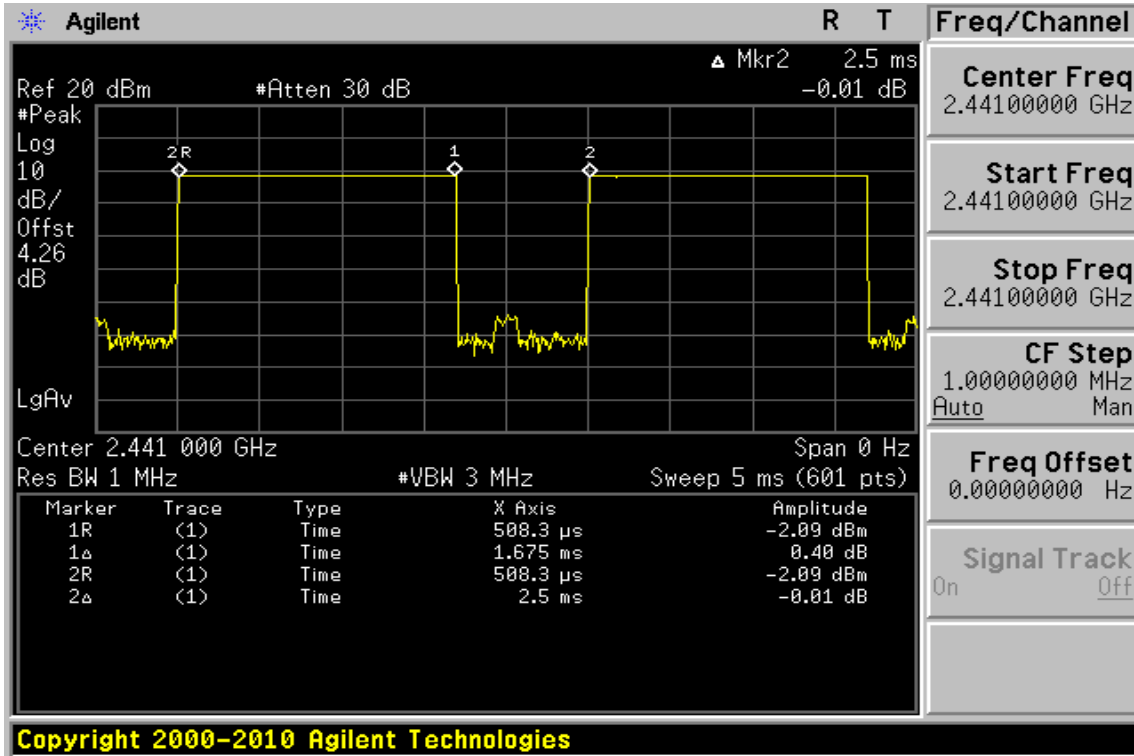 Agilent R T
Δ Mkr2 2.5 ms
Ref 20 dBm #Atten 30 dB -0.01 dB
#Peak
Log
10
dB/
Offst
4.26
dB
2R 1 2
LgAv
Center 2.441 000 GHz Span 0 Hz
Res BW 1 MHz #VBW 3 MHz Sweep 5 ms (601 pts)
Marker Trace Type X Axis Amplitude
1R (1) Time 508.3 µs -2.09 dBm
1Δ (1) Time 1.675 ms 0.40 dB
2R (1) Time 508.3 µs -2.09 dBm
2Δ (1) Time 2.5 ms -0.01 dB
Freq/Channel
Center Freq
2.44100000 GHz
Start Freq
2.44100000 GHz
Stop Freq
2.44100000 GHz
CF Step
1.00000000 MHz
Auto Man
Freq Offset
0.00000000 Hz
Signal Track
On Off
Copyright 2000-2010 Agilent Technologies